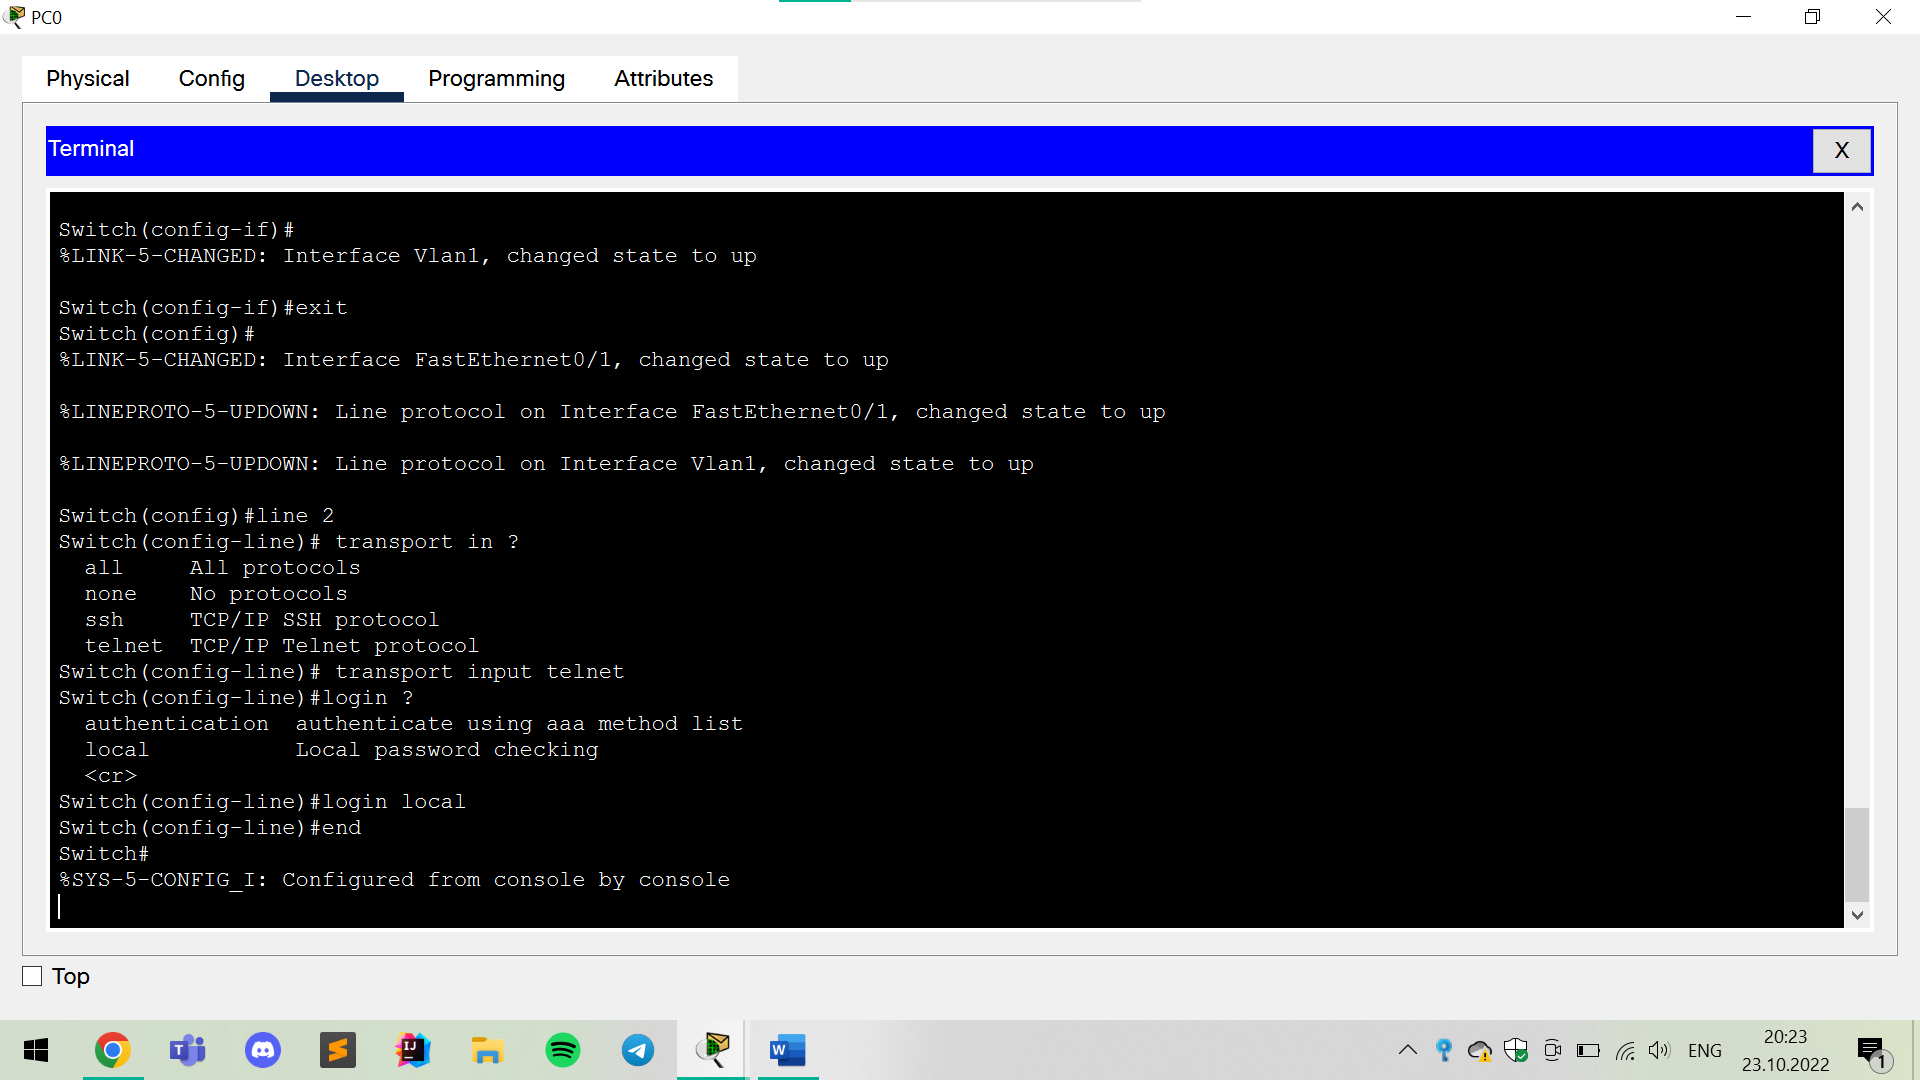 PC0
Physical Config Desktop Programming Attributes
Terminal
X
Switch(config-if)#
%LINK-5-CHANGED: Interface Vlan1, changed state to up
Switch(config-if)#exit
Switch(config)#
%LINK-5-CHANGED: Interface FastEthernet0/1, changed state to up
%LINEPROTO-5-UPDOWN: Line protocol on Interface FastEthernet0/1, changed state to up
%LINEPROTO-5-UPDOWN: Line protocol on Interface Vlan1, changed state to up
Switch(config)#line 2
Switch(config-line)# transport in ?
all All protocols
none No protocols
ssh TCP/IP SSH protocol
telnet TCP/IP Telnet protocol
Switch(config-line)# transport input telnet
Switch(config-line)#login ?
authentication authenticate using aaa method list
local Local password checking
<cr>
Switch(config-line)#login local
Switch(config-line)#end
Switch#
%SYS-5-CONFIG_I: Configured from console by console
Top
ENG
20:23
23.10.2022
1